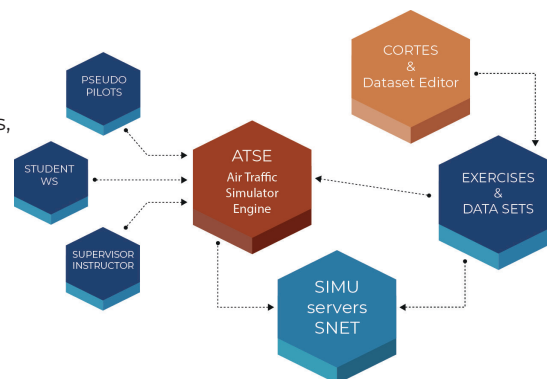 s,
PSEUDO
PILOTS
STUDENT
WS
SUPERVISOR
INSTRUCTOR
ATSE
Air Traffic
Simulator
Engine
CORTES
&
Dataset Editor
EXERCISES
&
DATA SETS
SIMU
servers
SNET